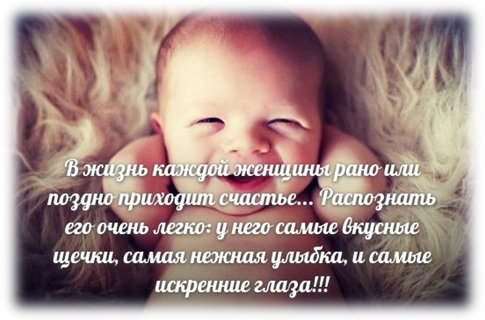 В жизнь каждой женщины рано или
поздно приходит счастье... Распознать
его очень легко: у него самые вкусные
щечки, самая нежная улыбка, и самые
искренние глаза!!!